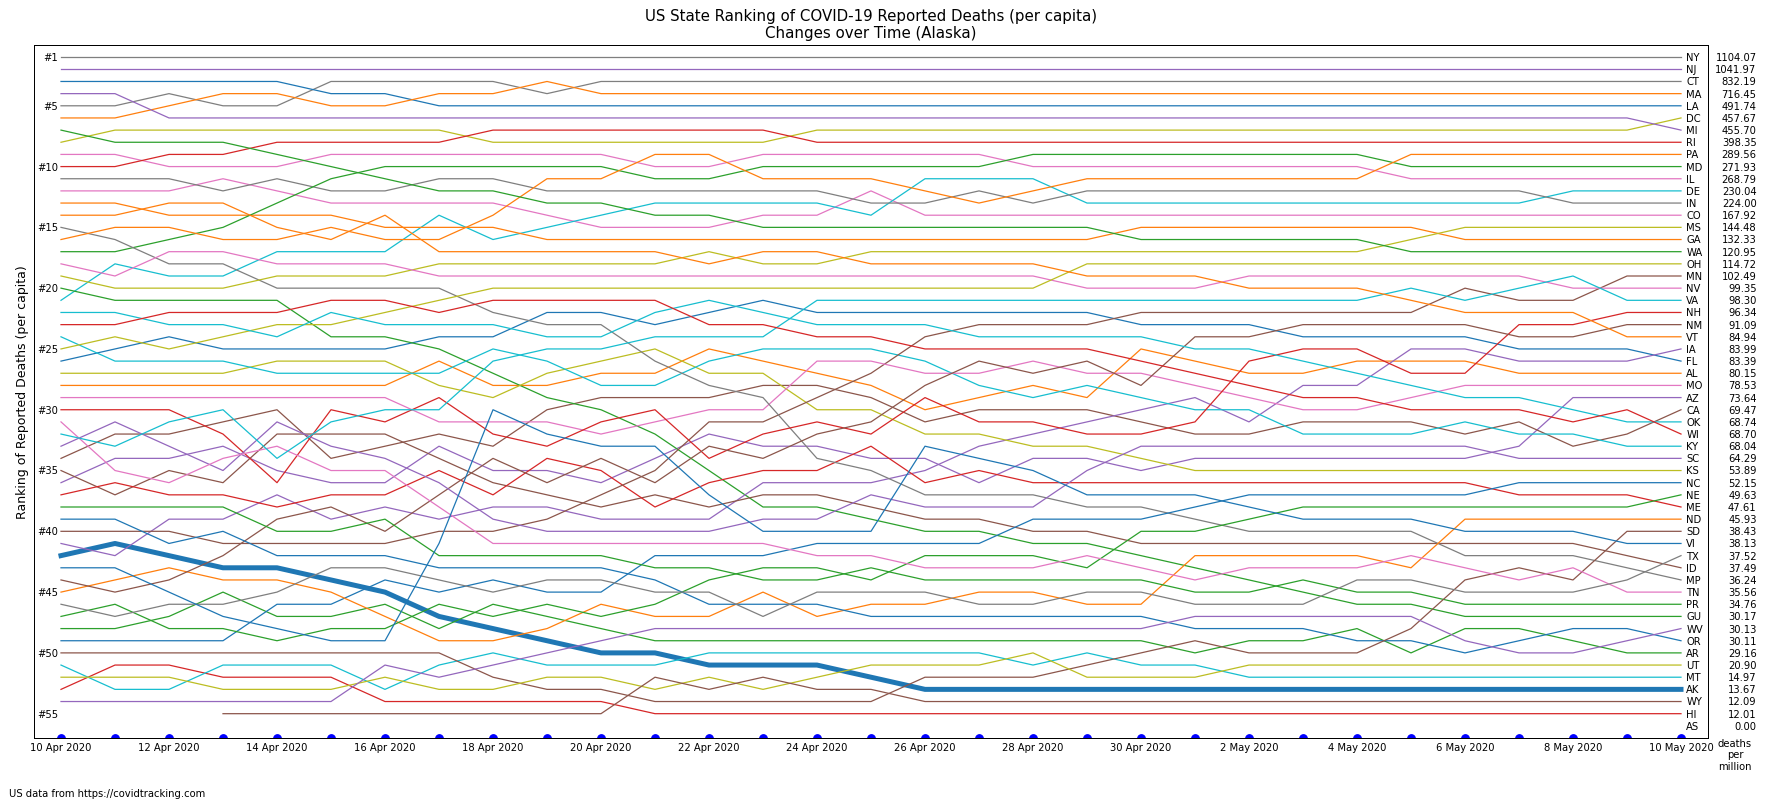 US State Ranking of COVID-19 Reported Deaths (per capita)
Changes over Time (Alaska)
Ranking of Reported Deaths (per capita)
#1
#5
#10
#15
#20
#25
#30
#35
#40
#45
#50
#55
NY 1104.07
NJ 1041.97
CT 832.19
MA 716.45
LA 491.74
DC 457.67
MI 455.70
RI 398.35
PA 289.56
MD 271.93
IL 268.79
DE 230.04
IN 224.00
CO 167.92
MS 144.48
GA 132.33
WA 120.95
OH 114.72
MN 102.49
NV 99.35
VA 98.30
NH 96.34
NM 91.09
VT 84.94
IA 83.99
FL 83.39
AL 80.15
MO 78.53
AZ 73.64
CA 69.47
OK 68.74
WI 68.70
KY 68.04
SC 64.29
KS 53.89
NC 52.15
NE 49.63
ME 47.61
ND 45.93
SD 38.43
VI 38.13
TX 37.52
ID 37.49
MP 36.24
TN 35.56
PR 34.76
GU 30.17
WV 30.13
OR 30.11
AR 29.16
UT 20.90
MT 14.97
AK 13.67
WY 12.09
HI 12.01
AS 0.00
10 Apr 2020 12 Apr 2020 14 Apr 2020 16 Apr 2020 18 Apr 2020 20 Apr 2020 22 Apr 2020 24 Apr 2020 26 Apr 2020 28 Apr 2020 30 Apr 2020 2 May 2020 4 May 2020 6 May 2020 8 May 2020 10 May 2020
deaths
per
million
US data from https://covidtracking.com